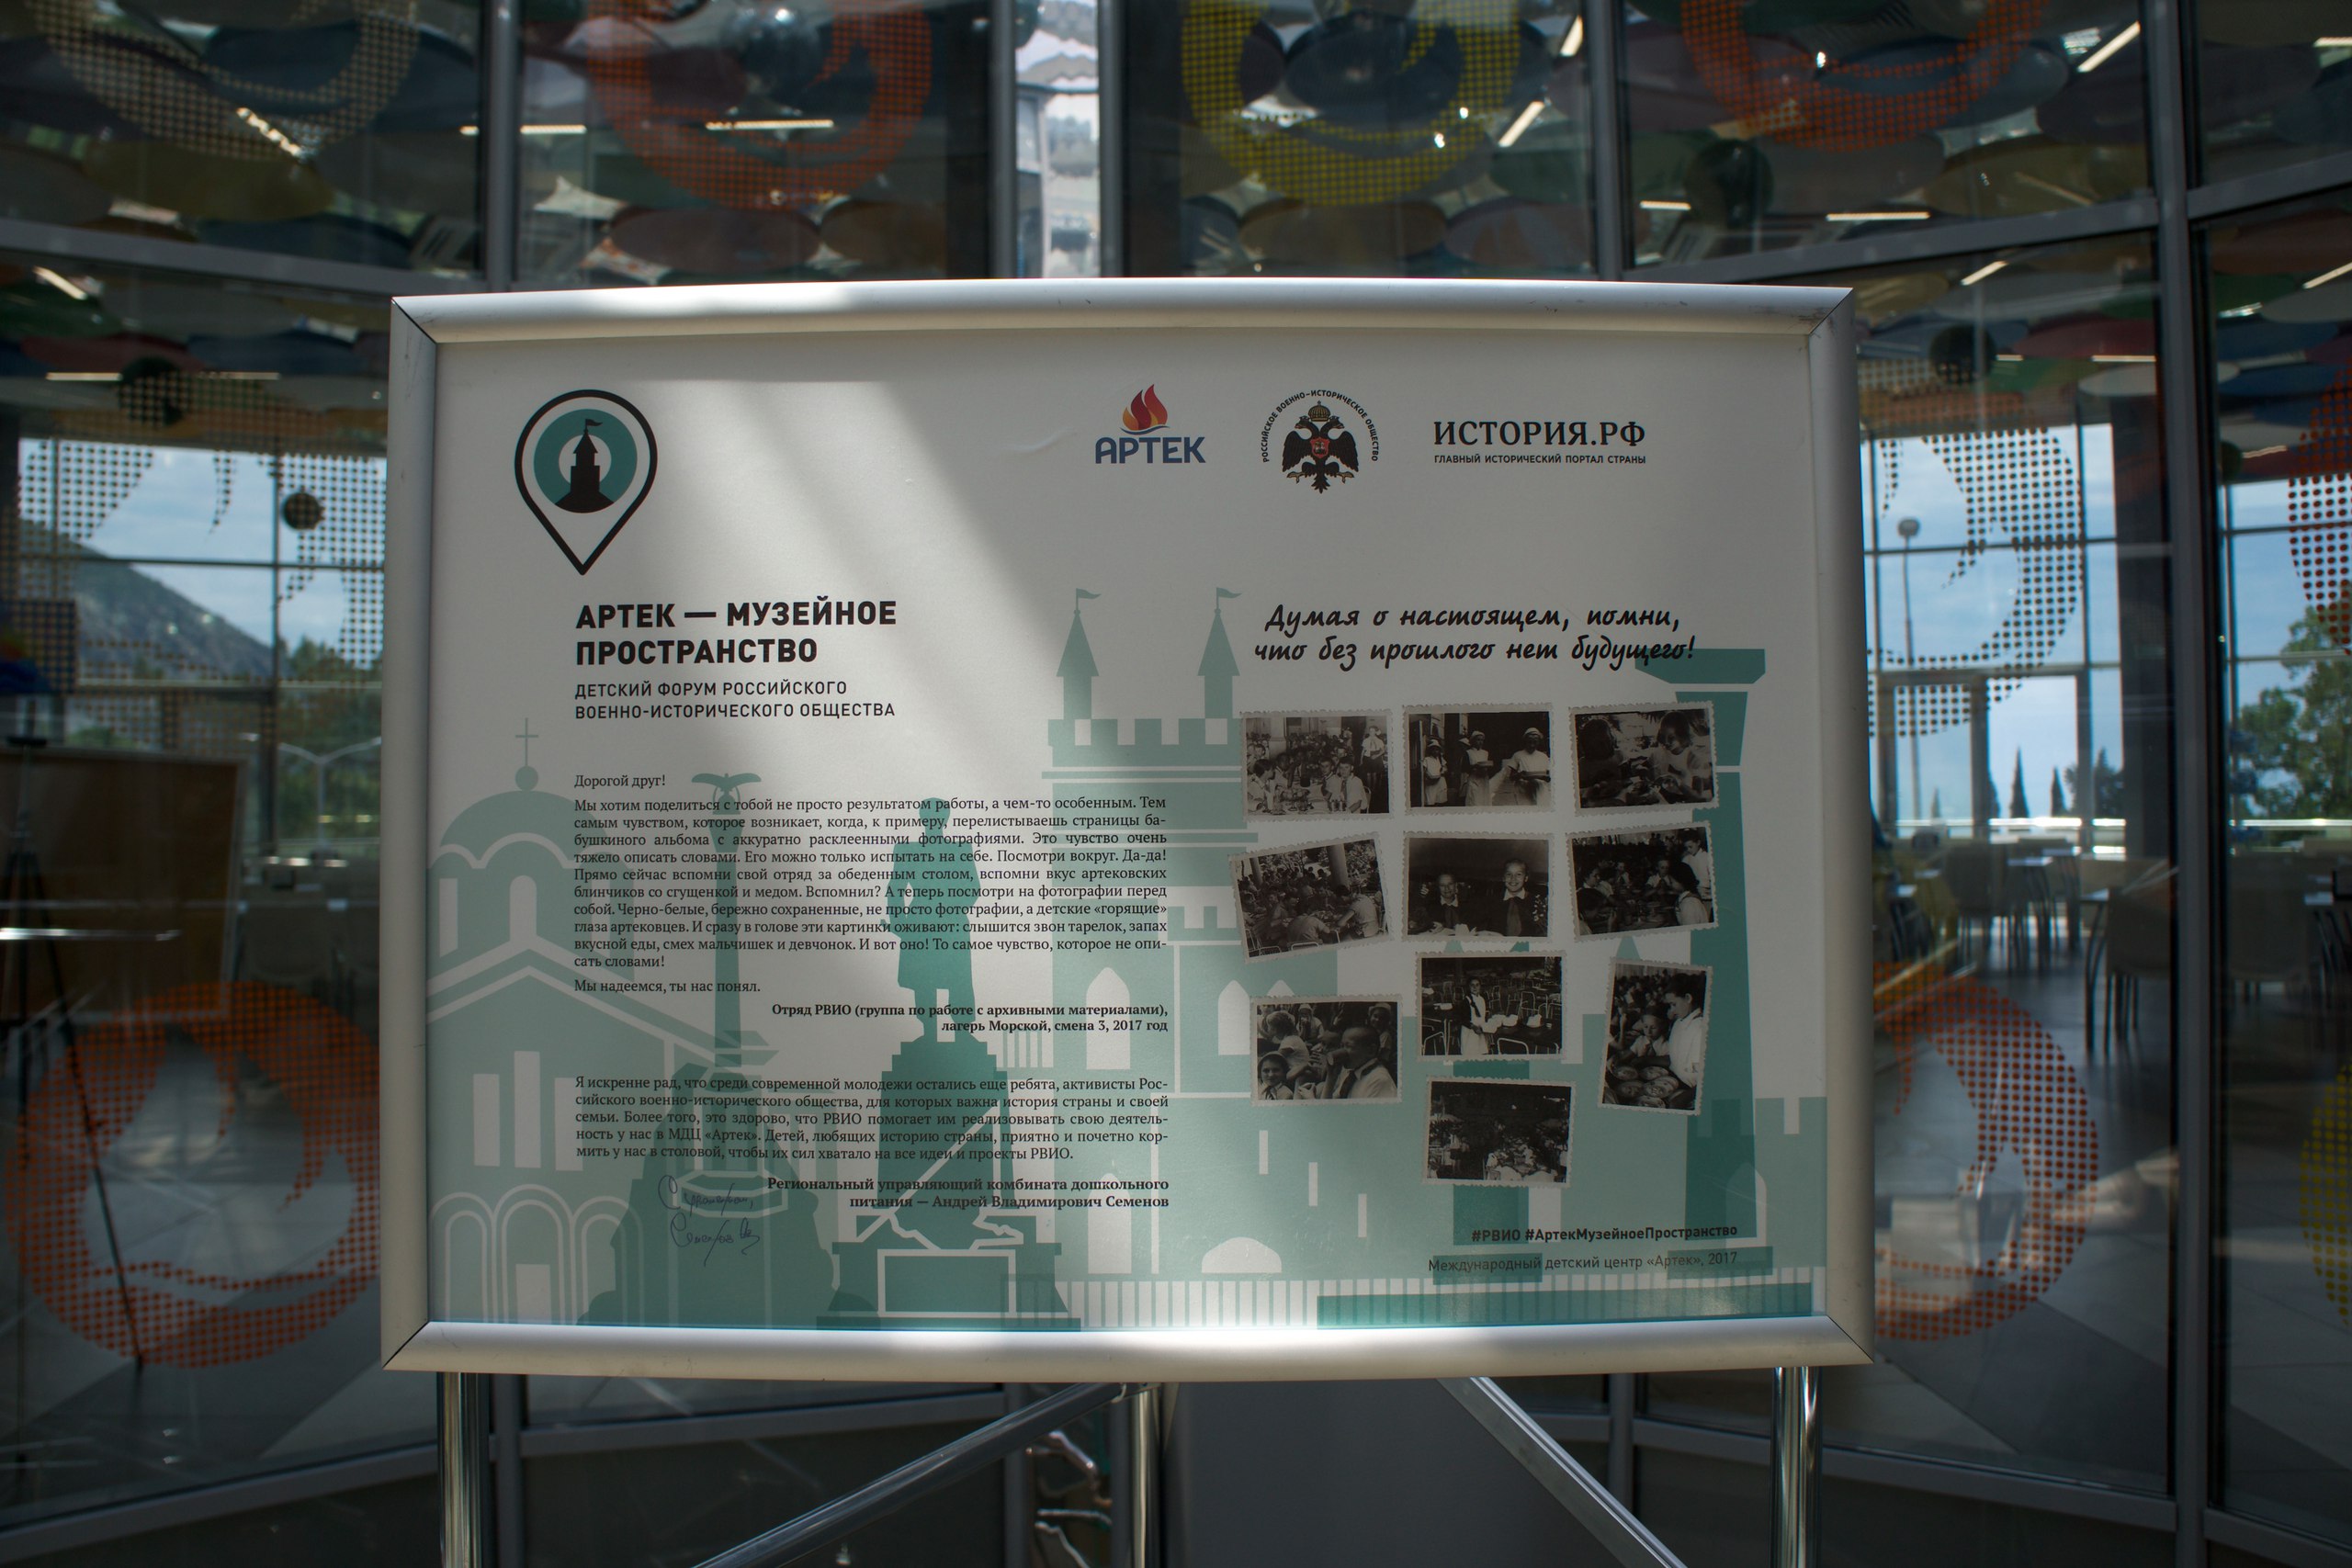 АРТЕК
РОССИЙСКОЕ ВОЕННО-ИСТОРИЧЕСКОЕ ОБЩЕСТВО
ИСТОРИЯ.РФ
ГЛАВНЫЙ ИСТОРИЧЕСКИЙ ПОРТАЛ СТРАНЫ
АРТЕК — МУЗЕЙНОЕ
ПРОСТРАНСТВО
ДЕТСКИЙ ФОРУМ РОССИЙСКОГО
ВОЕННО-ИСТОРИЧЕСКОГО ОБЩЕСТВА
Дорогой друг!
Мы хотим поделиться с тобой не просто результатом работы, а чем-то особенным. Тем
самым чувством, которое возникает, когда, к примеру, перелистываешь страницы ба-
бушкиного альбома с аккуратно расклеенными фотографиями. Это чувство очень
тяжело описать словами. Его можно только испытать на себе. Посмотри вокруг. Да-да!
Прямо сейчас вспомни свой отряд за обеденным столом, вспомни вкус артековских
блинчиков со сгущенкой и медом. Вспомнил? А теперь посмотри на фотографии перед
собой. Черно-белые, бережно сохраненные, не просто фотографии, а детские «горящие»
глаза артековцев. И сразу в голове эти картинки оживают: слышится звон тарелок, запах
вкусной еды, смех мальчишек и девчонок. И вот оно! То самое чувство, которое не опи-
сать словами!
Мы надеемся, ты нас понял.
Отряд РВИО (группа по работе с архивными материалами),
лагерь Морской, смена 3, 2017 год
Я искренне рад, что среди современной молодежи остались еще ребята, активисты Рос-
сийского военно-исторического общества, для которых важна история страны и своей
семьи. Более того, это здорово, что РВИО помогает им реализовывать свою деятель-
ность у нас в МДЦ «Артек». Детей, любящих историю страны, приятно и почетно кор-
мить у нас в столовой, чтобы их сил хватало на все идеи и проекты РВИО.
Региональный управляющий комбината дошкольного
питания — Андрей Владимирович Семенов
Думая о настоящем, помни,
что без прошлого нет будущего!
#РВИО #АртекМузейноеПространство
Международный детский центр «Артек», 2017